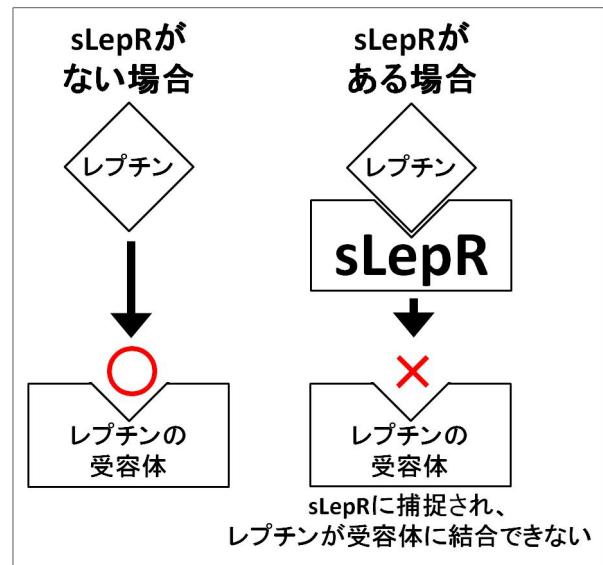 sLepRが
ない場合
レプチン
レプチンの
受容体
sLepRが
ある場合
レプチン
sLepR
レプチンの
受容体
sLepRに捕捉され、
レプチンが受容体に結合できない